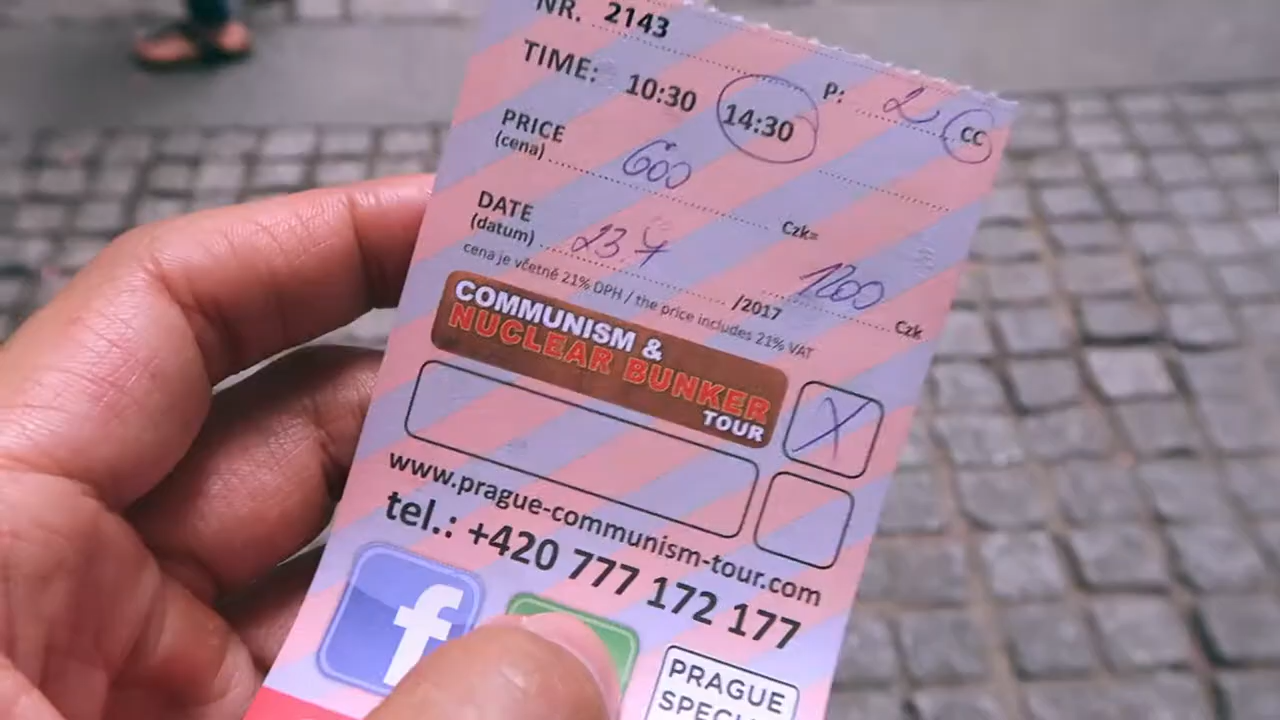 NR. 2143
TIME: 10:30 14:30 P: 2 CC
PRICE
(cena) 600 Czk=
DATE
(datum) 23.7 /2017 1200 Czk
cena je včetně 21% DPH / the price includes 21% VAT
COMMUNISM &
NUCLEAR BUNKER
TOUR
X
www.prague-communism-tour.com
tel.: +420 777 172 177
f
PRAGUE